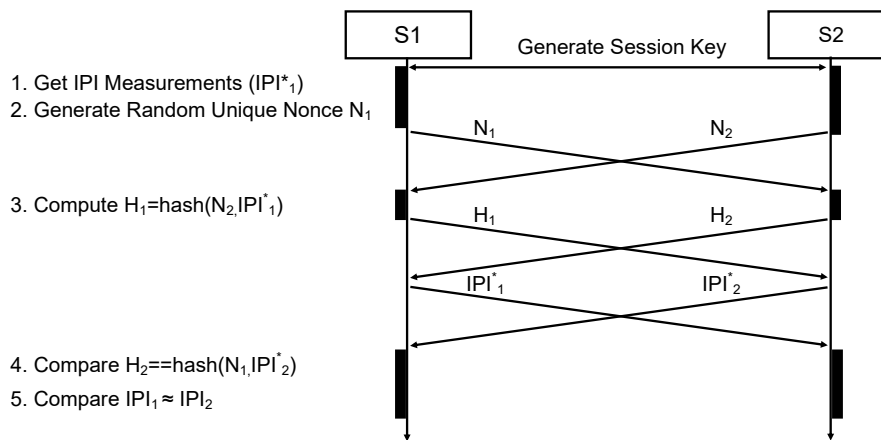 S1
S2
Generate Session Key
1. Get IPI Measurements (IPI*₁)
2. Generate Random Unique Nonce N₁
N₁
N₂
3. Compute H₁=hash(N₂,IPI*₁)
H₁
H₂
IPI*₁
IPI*₂
4. Compare H₂==hash(N₁,IPI*₂)
5. Compare IPI₁ ≈ IPI₂